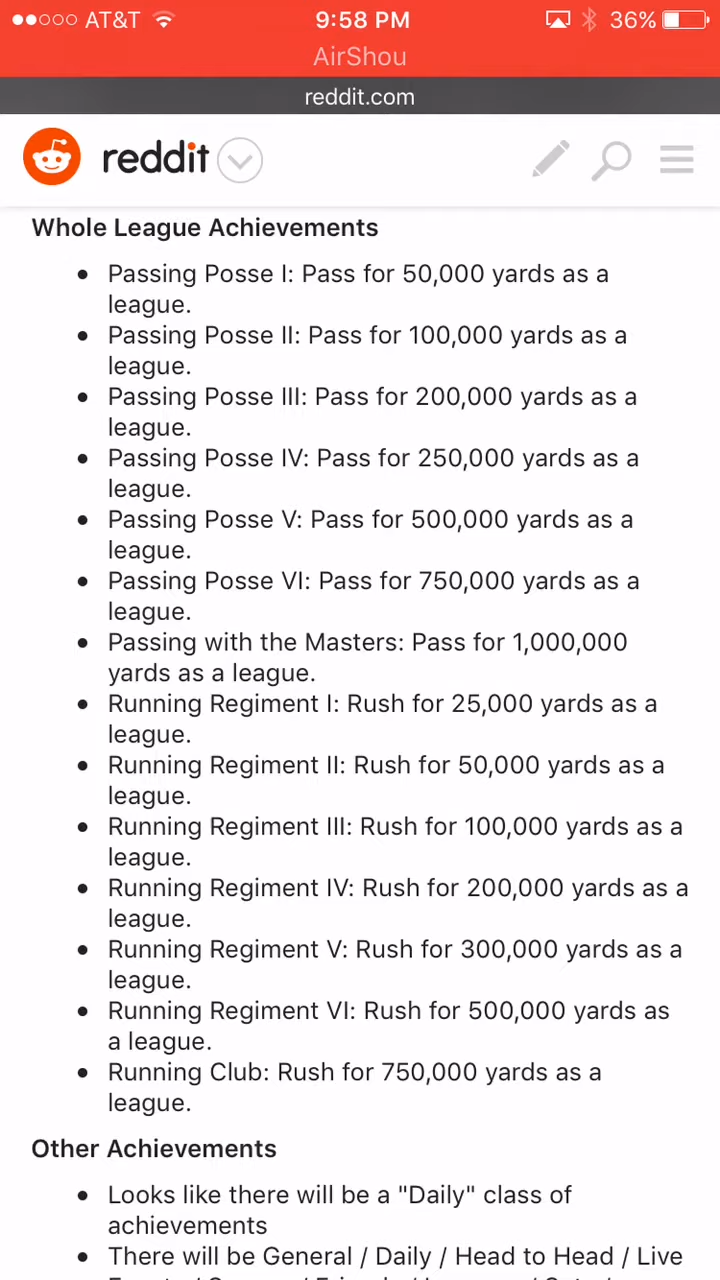 AT&T 9:58 PM 36%
AirShou
reddit.com
reddit
Whole League Achievements
• Passing Posse I: Pass for 50,000 yards as a
league.
• Passing Posse II: Pass for 100,000 yards as a
league.
• Passing Posse III: Pass for 200,000 yards as a
league.
• Passing Posse IV: Pass for 250,000 yards as a
league.
• Passing Posse V: Pass for 500,000 yards as a
league.
• Passing Posse VI: Pass for 750,000 yards as a
league.
• Passing with the Masters: Pass for 1,000,000
yards as a league.
• Running Regiment I: Rush for 25,000 yards as a
league.
• Running Regiment II: Rush for 50,000 yards as a
league.
• Running Regiment III: Rush for 100,000 yards as a
league.
• Running Regiment IV: Rush for 200,000 yards as a
league.
• Running Regiment V: Rush for 300,000 yards as a
league.
• Running Regiment VI: Rush for 500,000 yards as
a league.
• Running Club: Rush for 750,000 yards as a
league.
Other Achievements
• Looks like there will be a "Daily" class of
achievements
• There will be General / Daily / Head to Head / Live